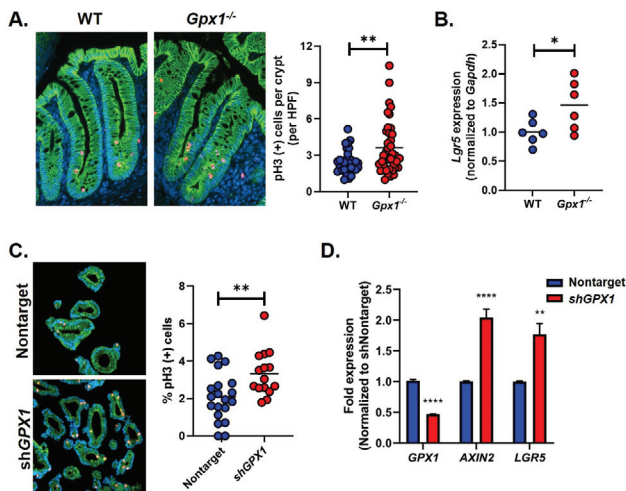 A.
WT
Gpx1-/-
pH3 (+) cells per crypt
(per HPF)
12
9
6
3
0
**
WT
Gpx1-/-
B.
Lgr5 expression
(normalized to Gapdh)
2.5
2.0
1.5
1.0
0.5
0.0
*
WT
Gpx1-/-
C.
Nontarget
shGPX1
% pH3 (+) cells
8
6
4
2
0
**
Nontarget
shGPX1
D.
Nontarget
shGPX1
Fold expression
(Normalized to shNontarget)
2.5
2.0
1.5
1.0
0.5
0.0
****
****
**
GPX1
AXIN2
LGR5